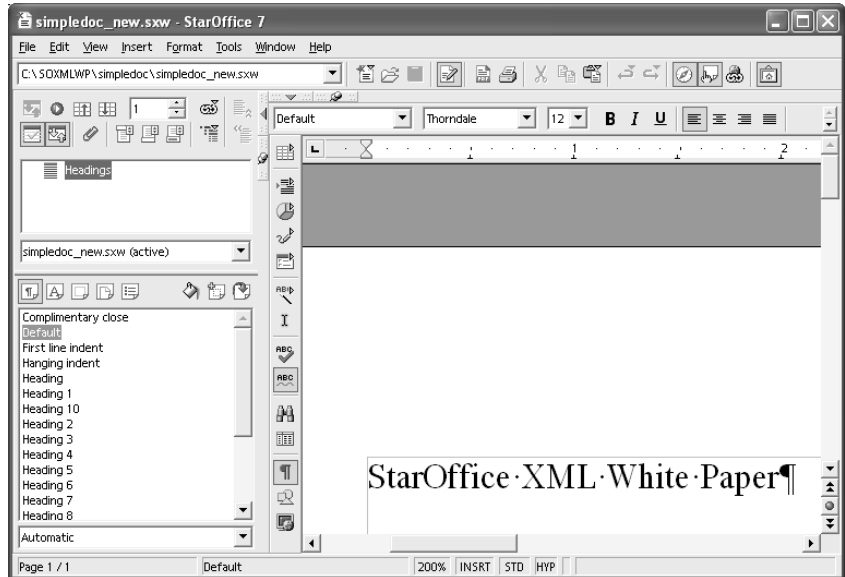 simpledoc_new.sxw - StarOffice 7
File Edit View Insert Format Tools Window Help
C:\SOXMLWP\simpledoc\simpledoc_new.sxw
1
Default Thorndale 12 B I U
1 2
Headings
simpledoc_new.sxw (active)
Complimentary close
Default
First line indent
Hanging indent
Heading
Heading 1
Heading 10
Heading 2
Heading 3
Heading 4
Heading 5
Heading 6
Heading 7
Heading 8
Automatic
ABC
ABC
StarOffice·XML·White·Paper¶
Page 1 / 1 Default 200% INSRT STD HYP